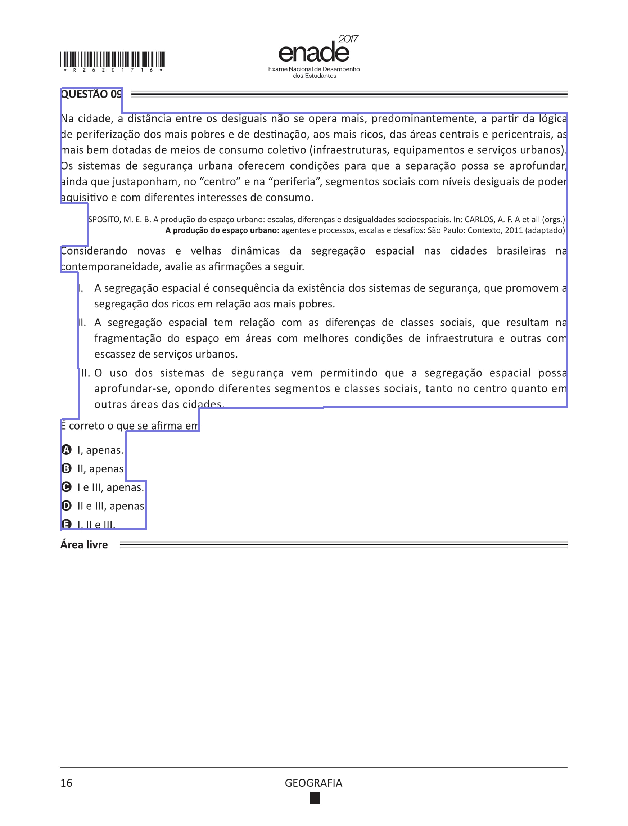 enade 2017
Exame Nacional de Desempenho
dos Estudantes
*R26201716*
QUESTÃO 09
Na cidade, a distância entre os desiguais não se opera mais, predominantemente, a partir da lógica
de periferização dos mais pobres e de destinação, aos mais ricos, das áreas centrais e pericentrais, as
mais bem dotadas de meios de consumo coletivo (infraestruturas, equipamentos e serviços urbanos).
Os sistemas de segurança urbana oferecem condições para que a separação possa se aprofundar,
ainda que justaponham, no “centro” e na “periferia”, segmentos sociais com níveis desiguais de poder
aquisitivo e com diferentes interesses de consumo.
SPOSITO, M. E. B. A produção do espaço urbano: escalas, diferenças e desigualdades socioespaciais. In: CARLOS, A. F. A et al (orgs.)
A produção do espaço urbano: agentes e processos, escalas e desafios: São Paulo: Contexto, 2011 (adaptado)
Considerando novas e velhas dinâmicas da segregação espacial nas cidades brasileiras na
contemporaneidade, avalie as afirmações a seguir.
I. A segregação espacial é consequência da existência dos sistemas de segurança, que promovem a
segregação dos ricos em relação aos mais pobres.
II. A segregação espacial tem relação com as diferenças de classes sociais, que resultam na
fragmentação do espaço em áreas com melhores condições de infraestrutura e outras com
escassez de serviços urbanos.
III. O uso dos sistemas de segurança vem permitindo que a segregação espacial possa
aprofundar-se, opondo diferentes segmentos e classes sociais, tanto no centro quanto em
outras áreas das cidades.
É correto o que se afirma em
A I, apenas.
B II, apenas
C I e III, apenas.
D II e III, apenas
E I, II e III.
Área livre
16
GEOGRAFIA